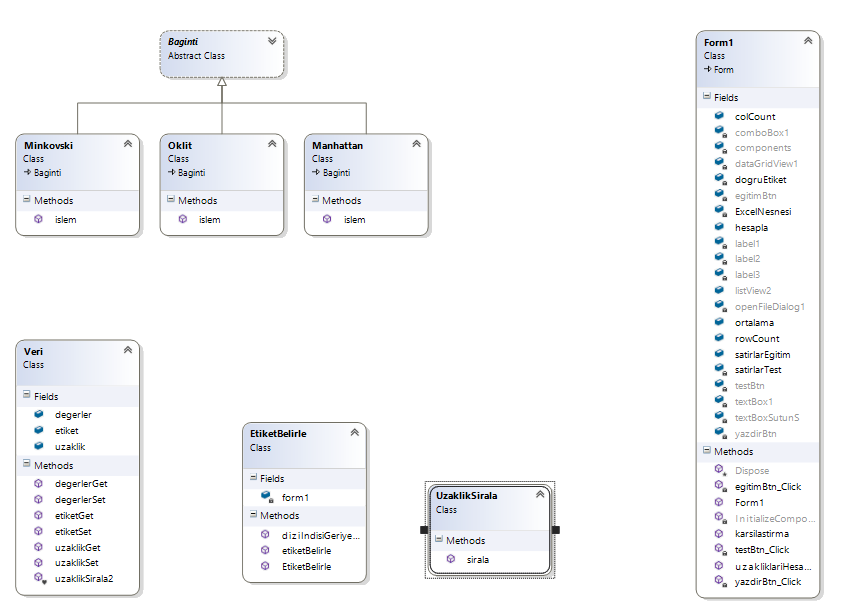 Baginti
Abstract Class
Minkovski
Class
Baginti
Methods
islem
Oklit
Class
Baginti
Methods
islem
Manhattan
Class
Baginti
Methods
islem
Form1
Class
Form
Fields
colCount
comboBox1
components
dataGridView1
dogruEtiket
egitimBtn
ExcelNesnesi
hesapla
label1
label2
label3
listView2
openFileDialog1
ortalama
rowCount
satirlarEgitim
satirlarTest
testBtn
textBox1
textBoxSutunS
yazdirBtn
Methods
Dispose
egitimBtn_Click
Form1
InitializeCompo...
karsilastirma
testBtn_Click
uzakliklariHesa...
yazdirBtn_Click
Veri
Class
Fields
degerler
etiket
uzaklik
Methods
degerlerGet
degerlerSet
etiketGet
etiketSet
uzaklikGet
uzaklikSet
uzaklikSirala2
EtiketBelirle
Class
Fields
form1
Methods
diziIndisiGeriye...
etiketBelirle
EtiketBelirle
UzaklikSirala
Class
Methods
sirala